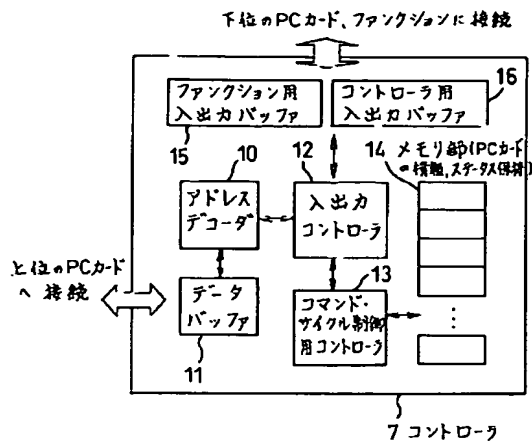 下位のPCカード、ファンクションに接続
ファンクション用
入出力バッファ
15
コントローラ用
入出力バッファ
16
10
アドレス
デコーダ
12
入出力
コントローラ
14
メモリ部(PCカード
の種類,ステータス保持)
上位のPCカード
へ接続
データ
バッファ
11
13
コマンド・
サイクル制御
用コントローラ
7 コントローラ